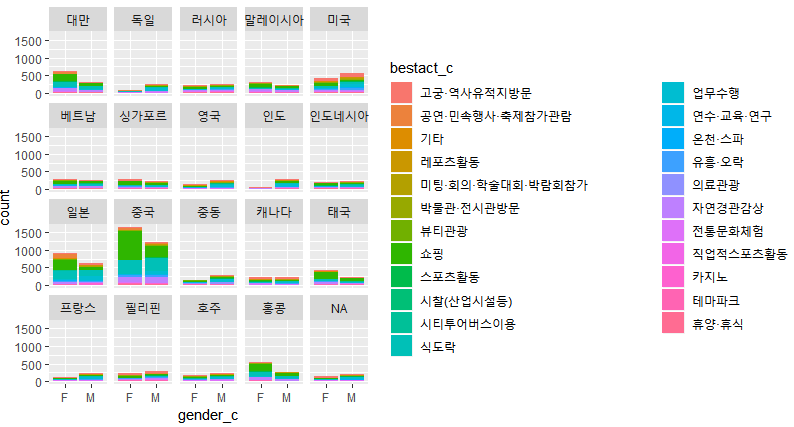 대만 독일 러시아 말레이시아 미국
1500
1000
500
0
베트남 싱가포르 영국 인도 인도네시아
1500
1000
500
0
일본 중국 중동 캐나다 태국
1500
1000
500
0
프랑스 필리핀 호주 홍콩 NA
1500
1000
500
0
F M F M F M F M F M
gender_c
count
bestact_c
고궁·역사유적지방문
공연·민속행사·축제참가관람
기타
레포츠활동
미팅·회의·학술대회·박람회참가
박물관·전시관방문
뷰티관광
쇼핑
스포츠활동
시찰(산업시설등)
시티투어버스이용
식도락
업무수행
연수·교육·연구
온천·스파
유흥·오락
의료관광
자연경관감상
전통문화체험
직업적스포츠활동
카지노
테마파크
휴양·휴식